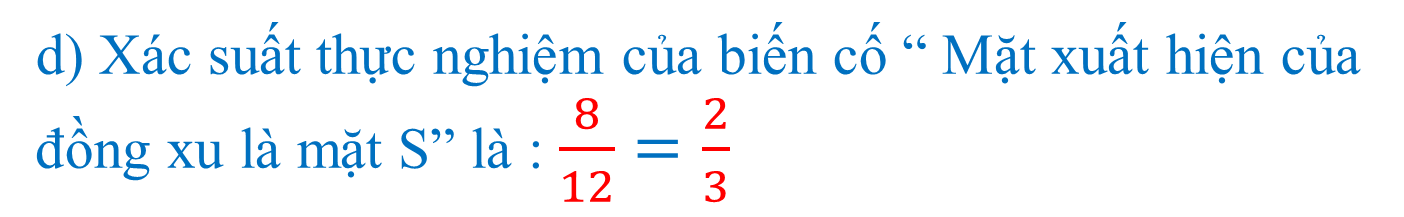 d) Xác suất thực nghiệm của biến cố “ Mặt xuất hiện của
đồng xu là mặt S” là : 8/12 = 2/3